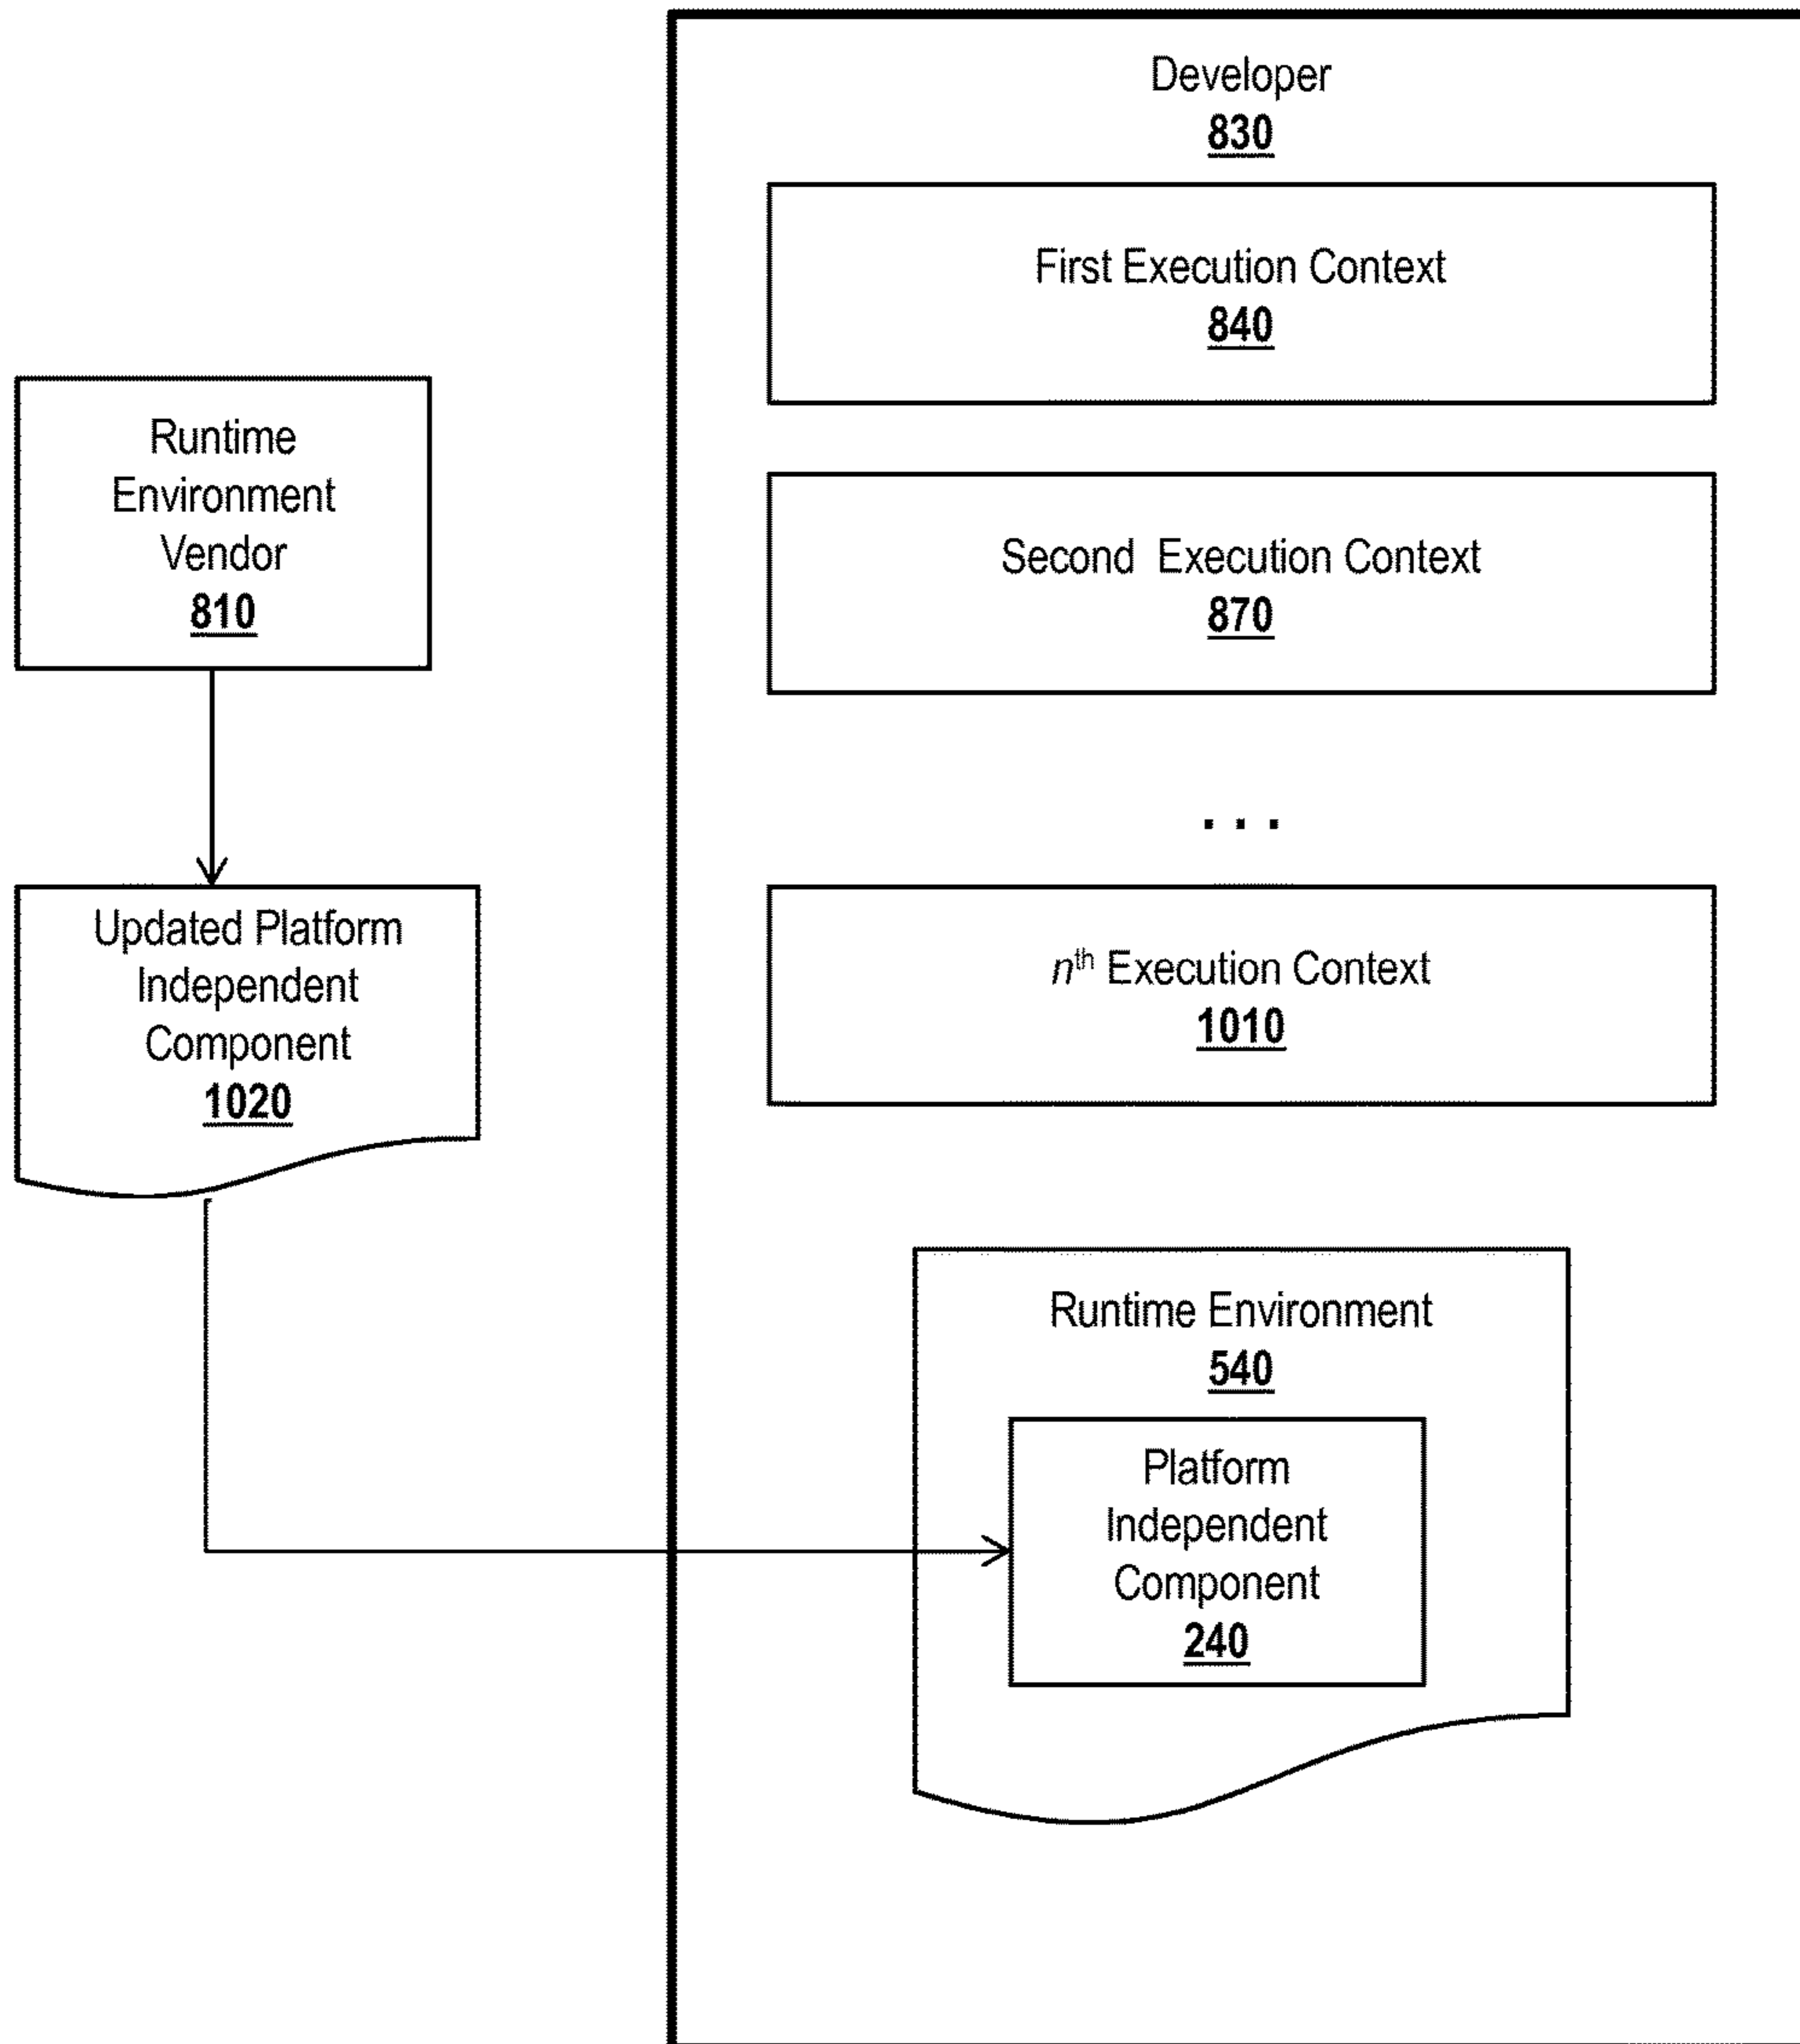 Developer
830
First Execution Context
840
Runtime
Environment
Vendor
810
Second Execution Context
870
. . .
Updated Platform
Independent
Component
1020
nth Execution Context
1010
Runtime Environment
540
Platform
Independent
Component
240